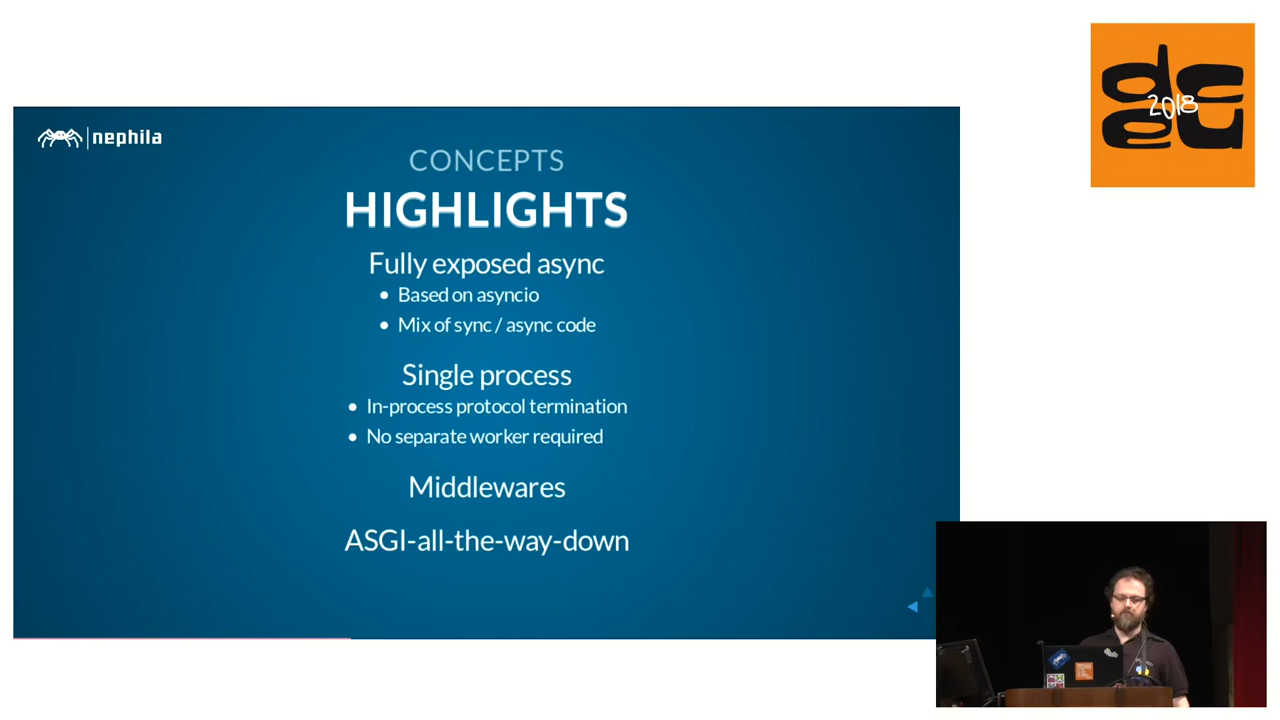 nephila
CONCEPTS
HIGHLIGHTS
Fully exposed async
• Based on asyncio
• Mix of sync / async code
Single process
• In-process protocol termination
• No separate worker required
Middlewares
ASGI-all-the-way-down
2018